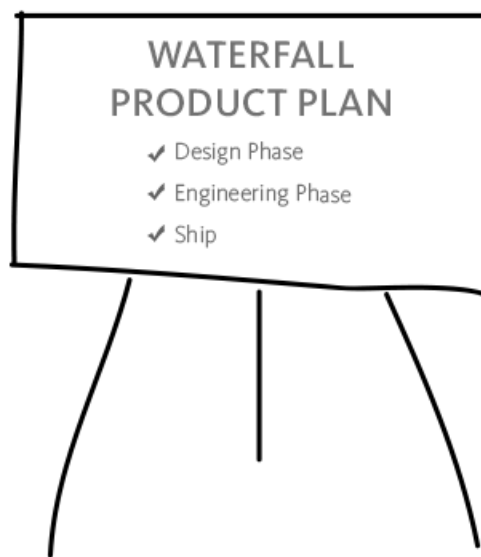 WATERFALL
PRODUCT PLAN
✓ Design Phase
✓ Engineering Phase
✓ Ship